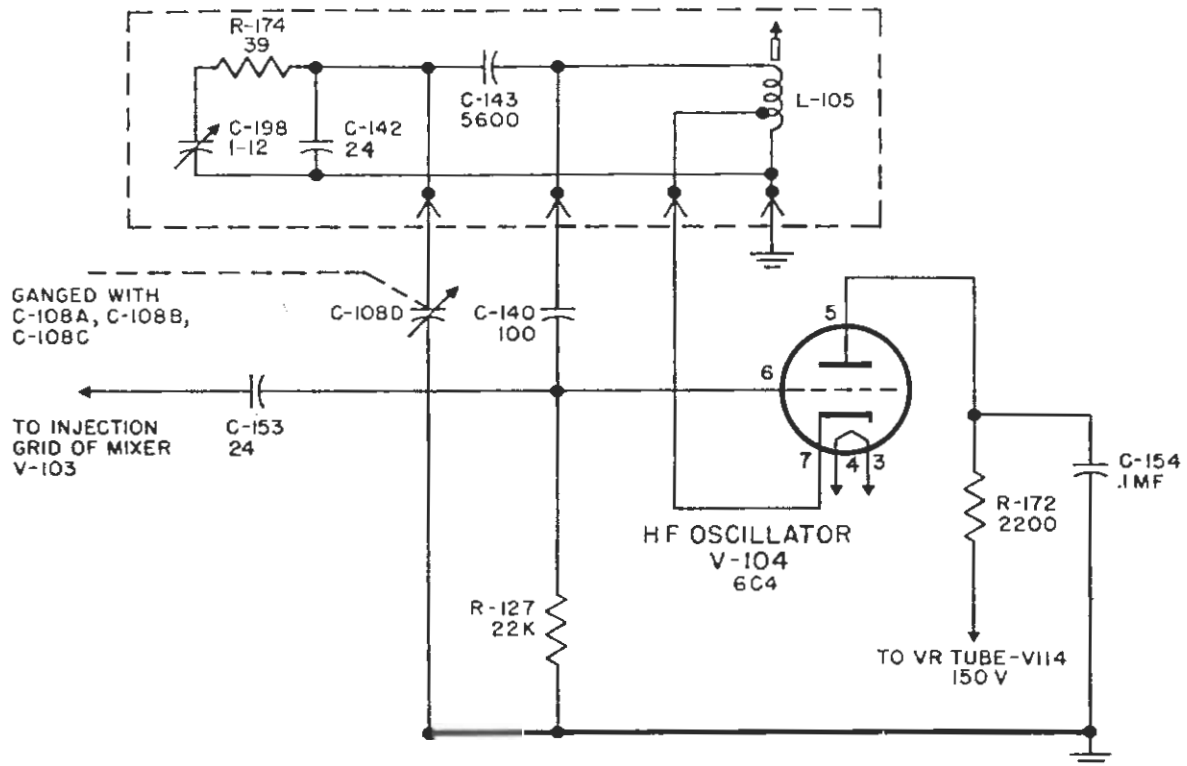 R-174
39
C-198
1-12
C-142
24
C-143
5600
L-105
GANGED WITH
C-108A, C-108B,
C-108C
C-108D
C-140
100
TO INJECTION
GRID OF MIXER
V-103
C-153
24
5
6
7
4
3
HF OSCILLATOR
V-104
6C4
R-172
2200
C-154
.1MF
R-127
22K
TO VR TUBE-V114
150V